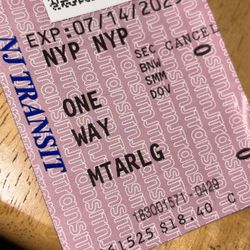 EXP:07/14/202
NYP NYP
SEC CANCEL
BNW
SMM
DOV
ONE
WAY
MTARLG
NJ TRANSIT
183001571-0429
61525 $18.40 C